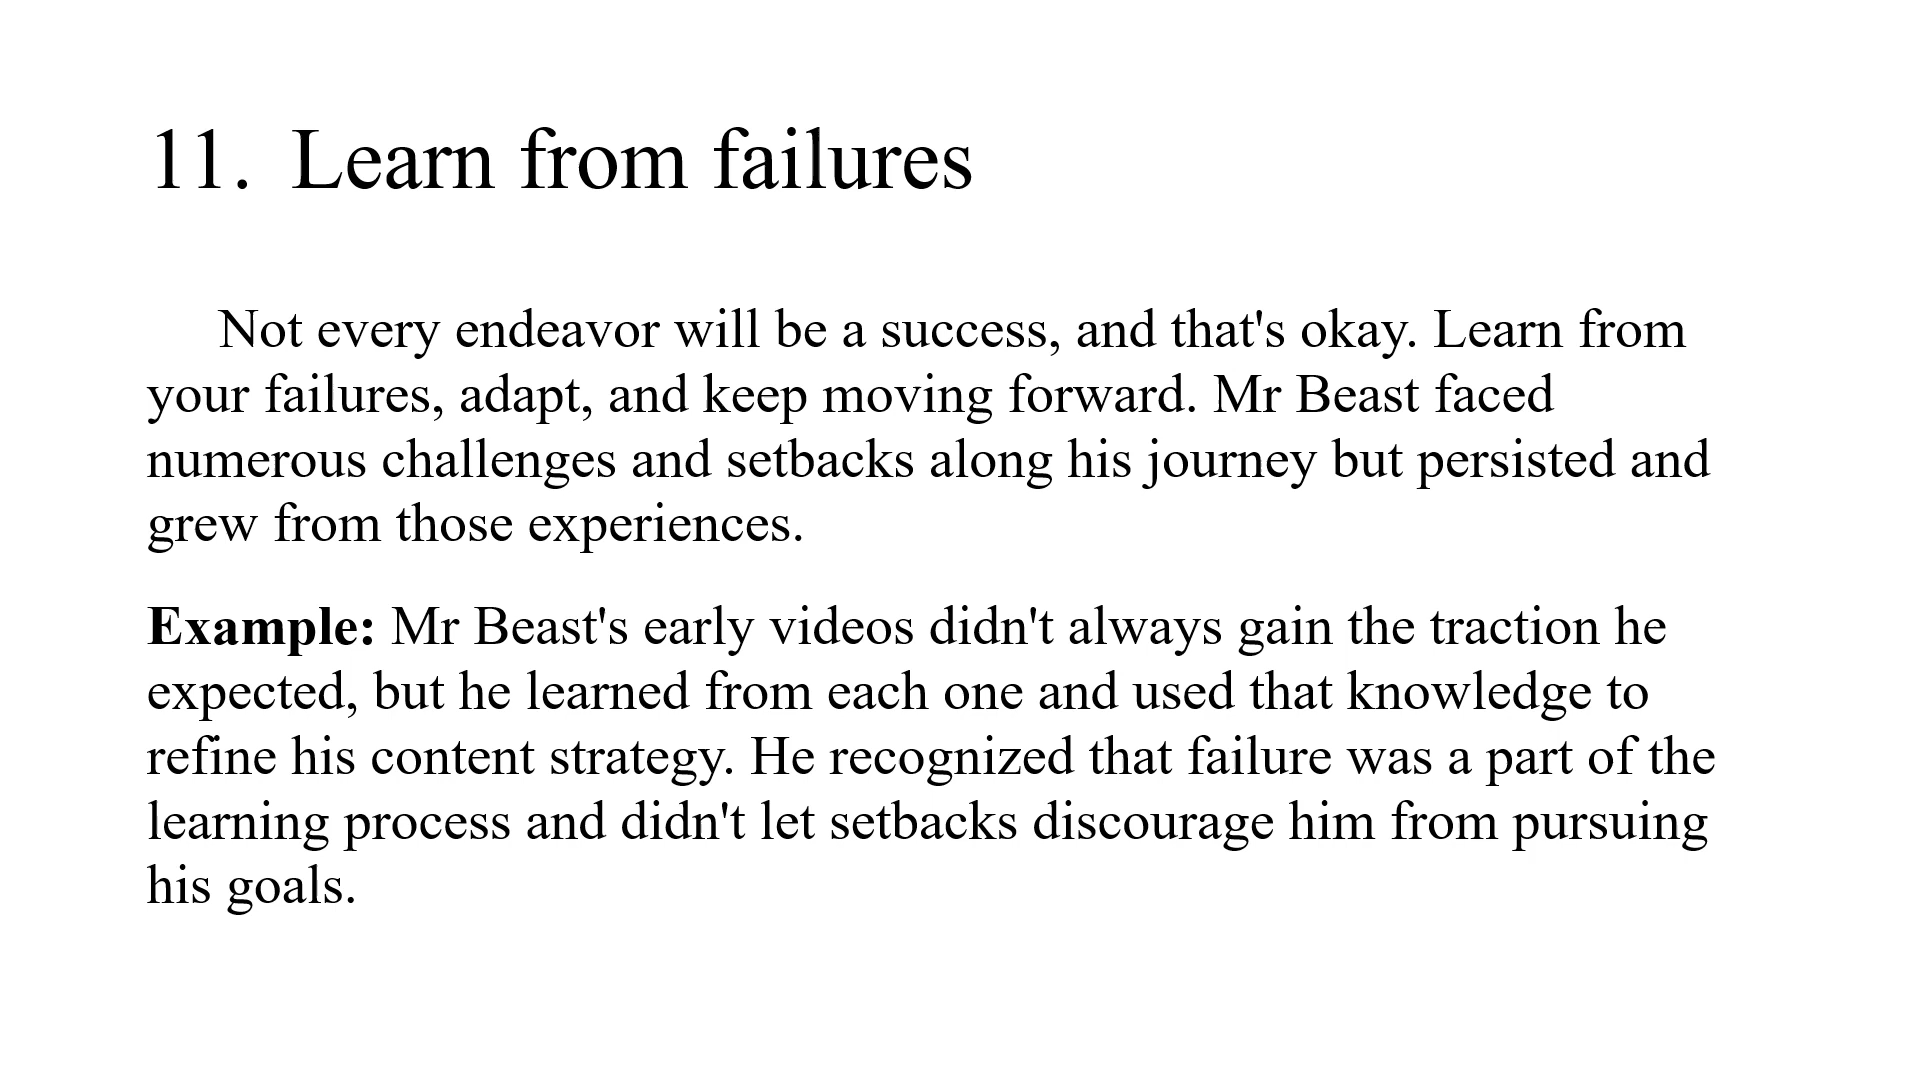 11. Learn from failures
Not every endeavor will be a success, and that's okay. Learn from
your failures, adapt, and keep moving forward. Mr Beast faced
numerous challenges and setbacks along his journey but persisted and
grew from those experiences.
Example: Mr Beast's early videos didn't always gain the traction he
expected, but he learned from each one and used that knowledge to
refine his content strategy. He recognized that failure was a part of the
learning process and didn't let setbacks discourage him from pursuing
his goals.